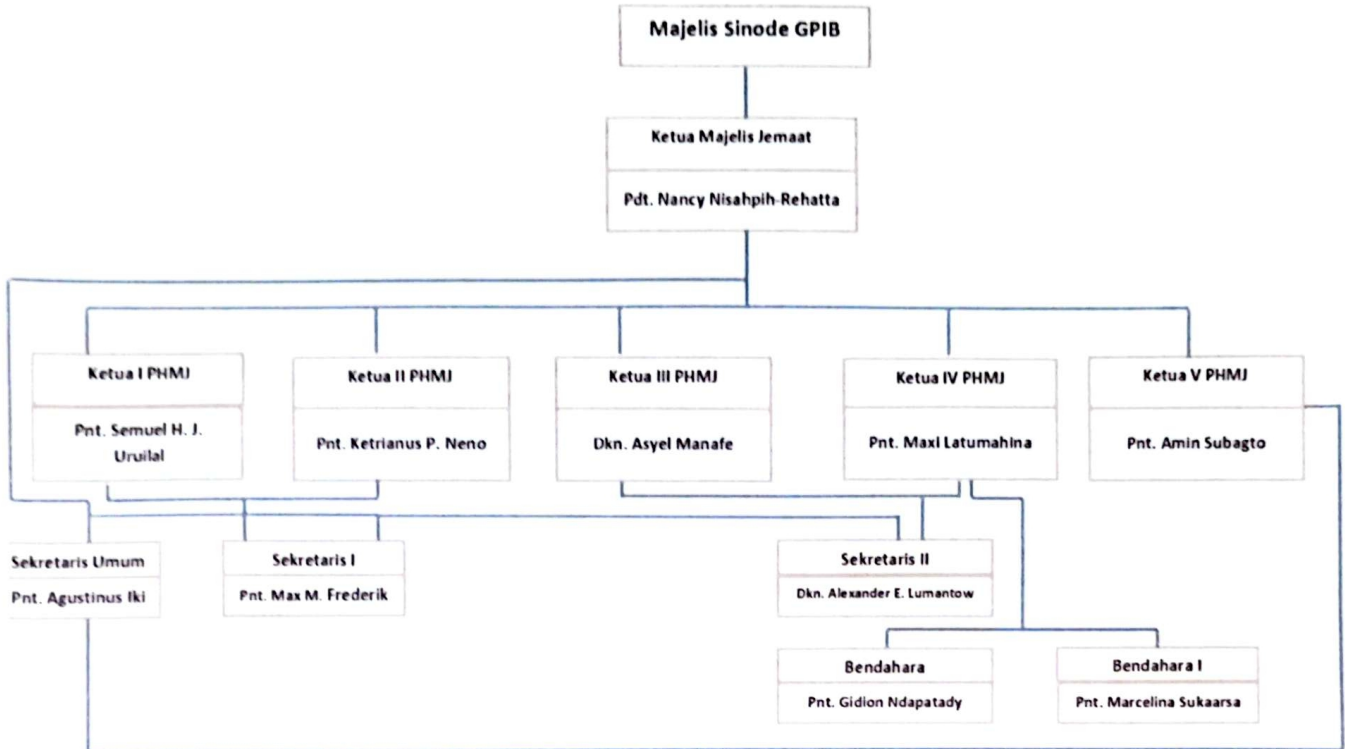 Majelis Sinode GPIB
Ketua Majelis Jemaat
Pdt. Nancy Nisahpih-Rehatta
Ketua I PHMJ
Pnt. Semuel H. J.
Uruilal
Ketua II PHMJ
Pnt. Ketrianus P. Neno
Ketua III PHMJ
Dkn. Asyel Manafe
Ketua IV PHMJ
Pnt. Maxi Latumahina
Ketua V PHMJ
Pnt. Amin Subagto
Sekretaris Umum
Pnt. Agustinus Iki
Sekretaris I
Pnt. Max M. Frederik
Sekretaris II
Dkn. Alexander E. Lumantow
Bendahara
Pnt. Gidion Ndapatady
Bendahara I
Pnt. Marcelina Sukaarsa